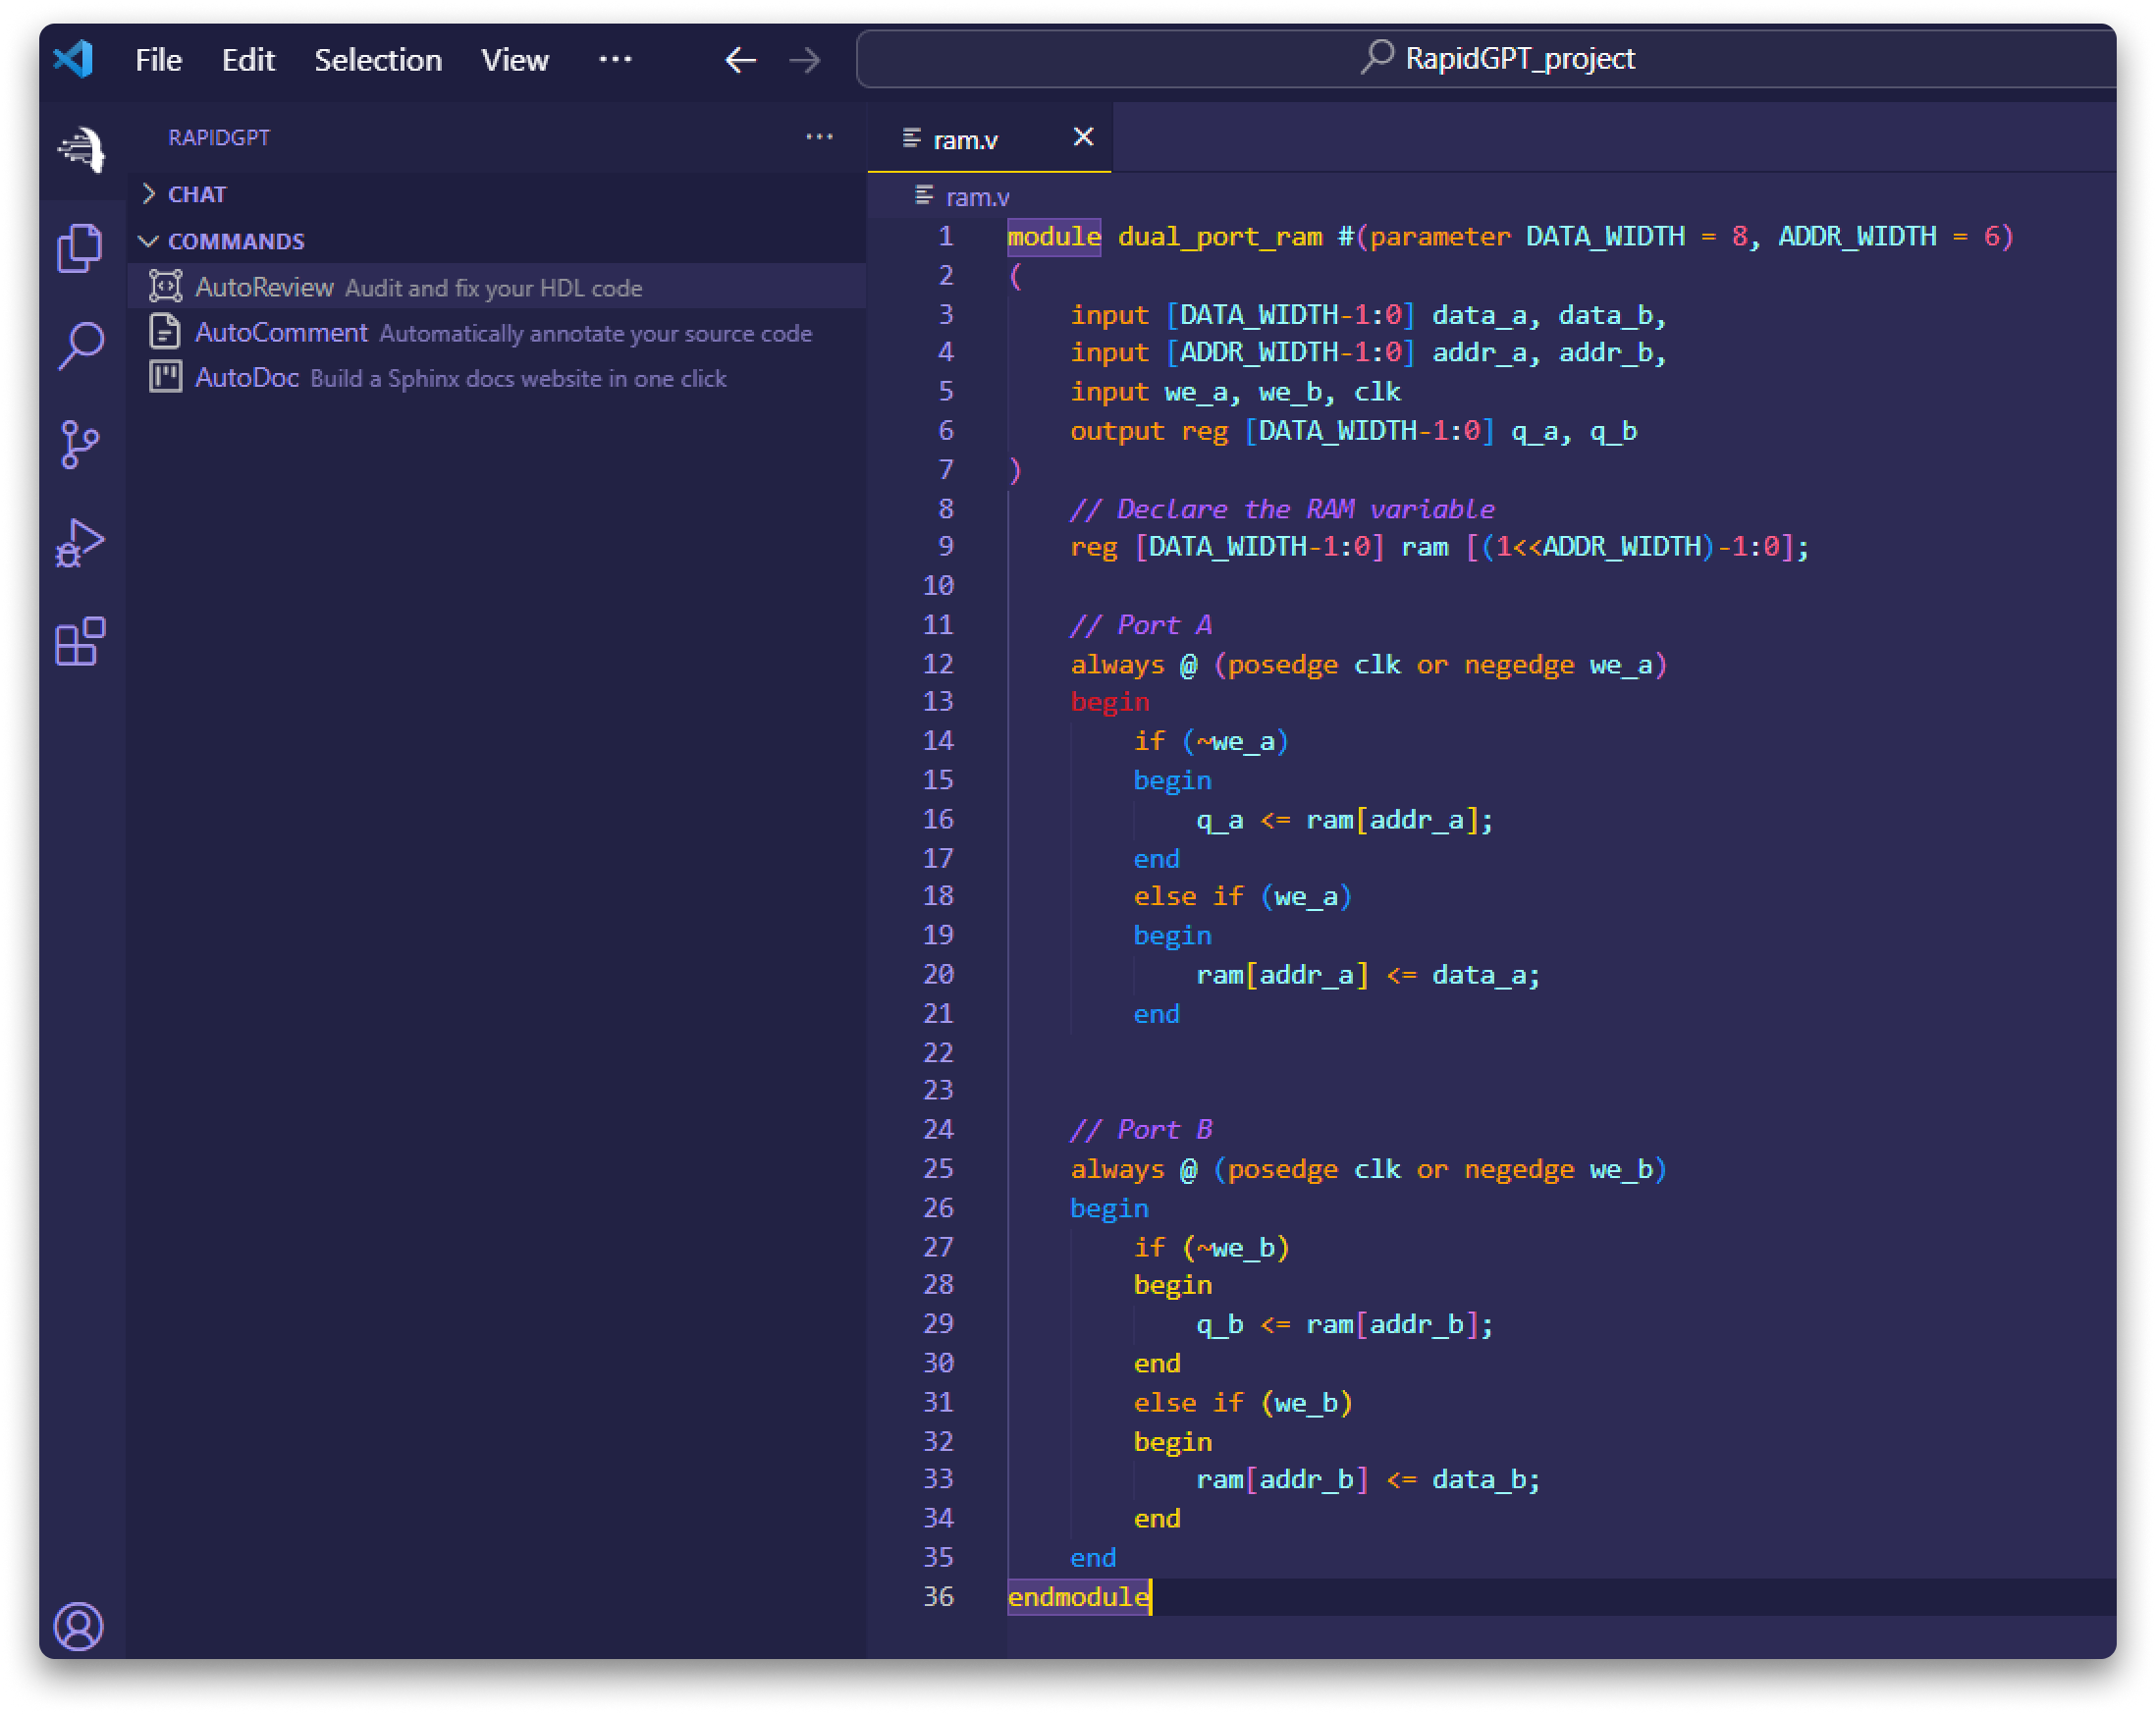 File Edit Selection View ··· RapidGPT_project
RAPIDGPT ···
CHAT
COMMANDS
AutoReview Audit and fix your HDL code
AutoComment Automatically annotate your source code
AutoDoc Build a Sphinx docs website in one click
ram.v
ram.v
1 module dual_port_ram #(parameter DATA_WIDTH = 8, ADDR_WIDTH = 6)
2 (
3     input [DATA_WIDTH-1:0] data_a, data_b,
4     input [ADDR_WIDTH-1:0] addr_a, addr_b,
5     input we_a, we_b, clk
6     output reg [DATA_WIDTH-1:0] q_a, q_b
7 )
8     // Declare the RAM variable
9     reg [DATA_WIDTH-1:0] ram [(1<<ADDR_WIDTH)-1:0];
10
11     // Port A
12     always @ (posedge clk or negedge we_a)
13     begin
14         if (~we_a)
15         begin
16             q_a <= ram[addr_a];
17         end
18         else if (we_a)
19         begin
20             ram[addr_a] <= data_a;
21         end
22
23
24     // Port B
25     always @ (posedge clk or negedge we_b)
26     begin
27         if (~we_b)
28         begin
29             q_b <= ram[addr_b];
30         end
31         else if (we_b)
32         begin
33             ram[addr_b] <= data_b;
34         end
35     end
36 endmodule